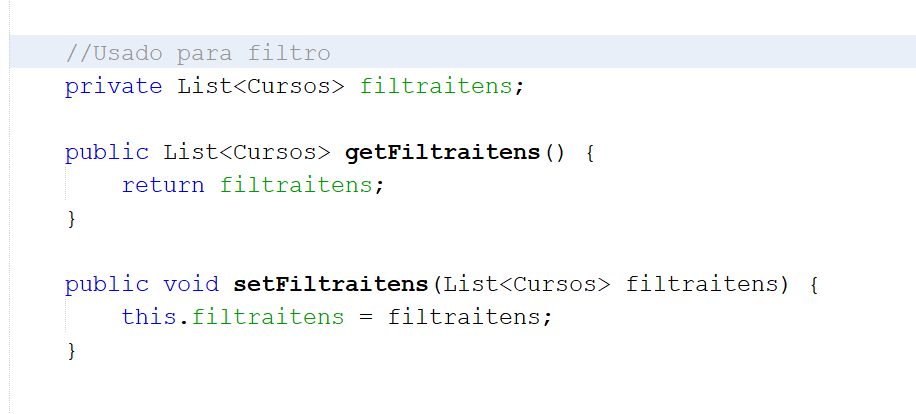 //Usado para filtro
private List<Cursos> filtraitens;
public List<Cursos> getFiltraitens() {
return filtraitens;
}
public void setFiltraitens(List<Cursos> filtraitens) {
this.filtraitens = filtraitens;
}